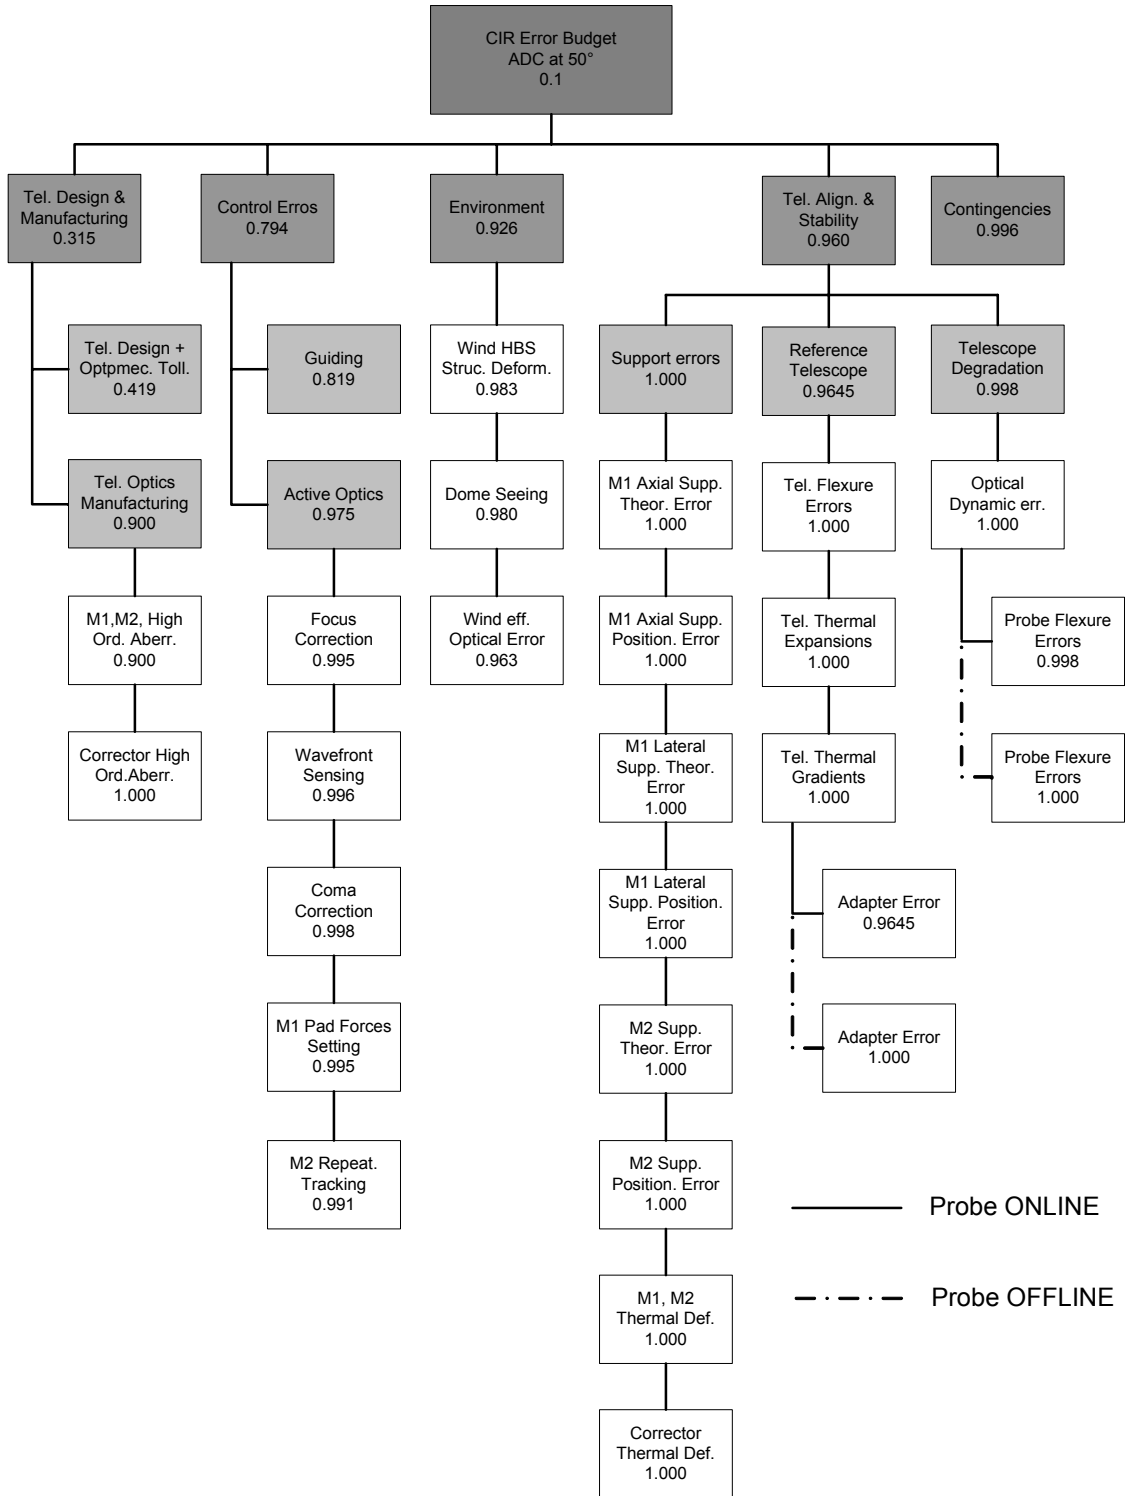 CIR Error Budget
ADC at 50°
0.1
Tel. Design &
Manufacturing
0.315
Control Erros
0.794
Environment
0.926
Tel. Align. &
Stability
0.960
Contingencies
0.996
Tel. Design +
Optpmec. Toll.
0.419
Guiding
0.819
Wind HBS
Struc. Deform.
0.983
Support errors
1.000
Reference
Telescope
0.9645
Telescope
Degradation
0.998
Tel. Optics
Manufacturing
0.900
Active Optics
0.975
Dome Seeing
0.980
M1 Axial Supp.
Theor. Error
1.000
Tel. Flexure
Errors
1.000
Optical
Dynamic err.
1.000
M1,M2, High
Ord. Aberr.
0.900
Focus
Correction
0.995
Wind eff.
Optical Error
0.963
M1 Axial Supp.
Position. Error
1.000
Tel. Thermal
Expansions
1.000
Probe Flexure
Errors
0.998
Corrector High
Ord.Aberr.
1.000
Wavefront
Sensing
0.996
M1 Lateral
Supp. Theor.
Error
1.000
Tel. Thermal
Gradients
1.000
Probe Flexure
Errors
1.000
Coma
Correction
0.998
M1 Lateral
Supp. Position.
Error
1.000
Adapter Error
0.9645
M1 Pad Forces
Setting
0.995
M2 Supp.
Theor. Error
1.000
Adapter Error
1.000
M2 Repeat.
Tracking
0.991
M2 Supp.
Position. Error
1.000
Probe ONLINE
M1, M2
Thermal Def.
1.000
Probe OFFLINE
Corrector
Thermal Def.
1.000